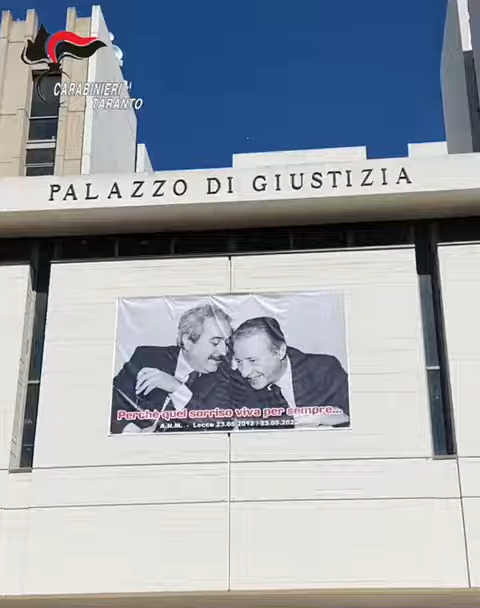 CARABINIERI
TARANTO
PALAZZO DI GIUSTIZIA
Perché quel sorriso viva per sempre...
A.N.M. - Lecce 23.05.2012 / 23.05.202